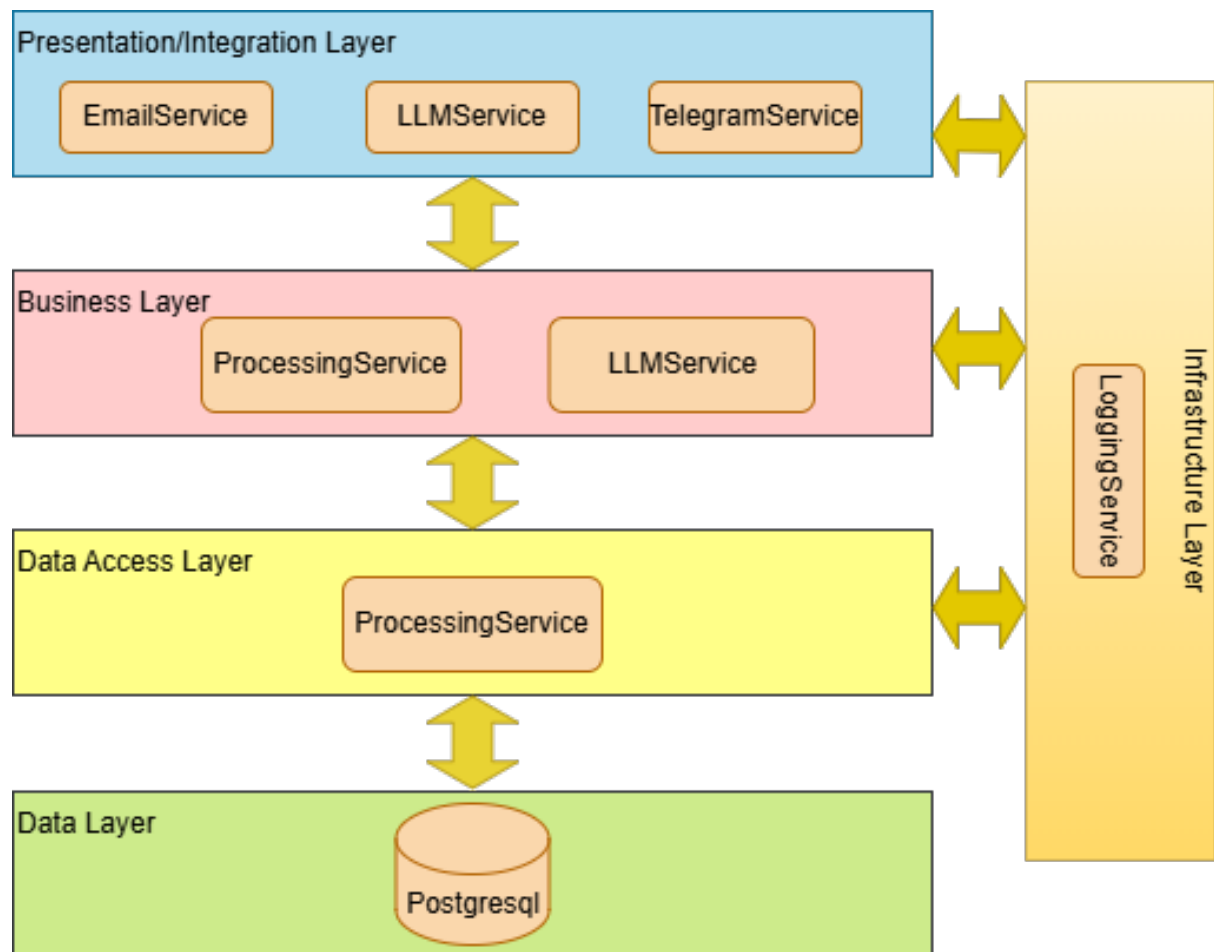 Presentation/Integration Layer
EmailService
LLMService
TelegramService
Business Layer
ProcessingService
LLMService
Data Access Layer
ProcessingService
Data Layer
Postgresql
LoggingService
Infrastructure Layer